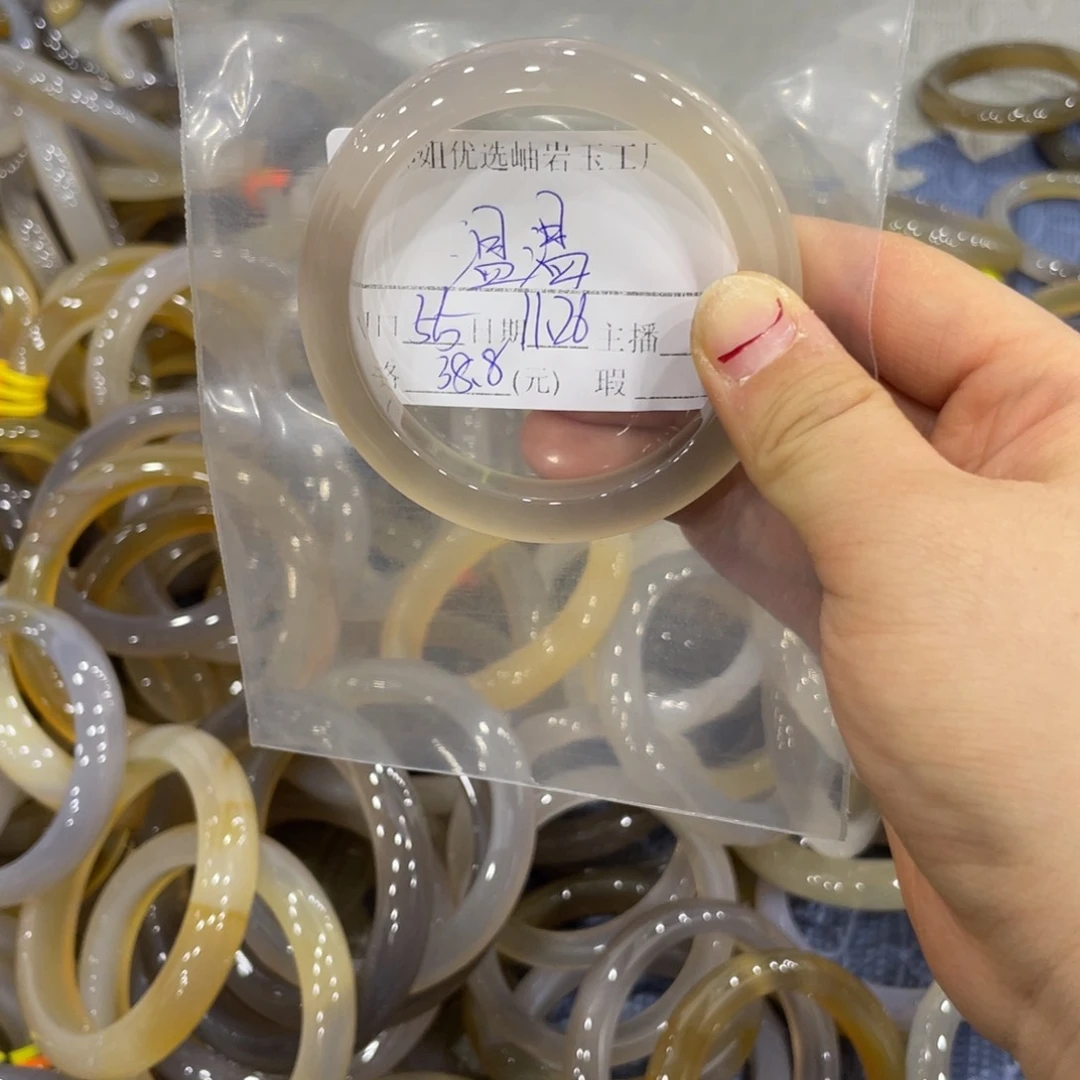 姐优选岫岩玉工厂
温温
口 55 日期 11.26 主播
38.8 (元) 瑕